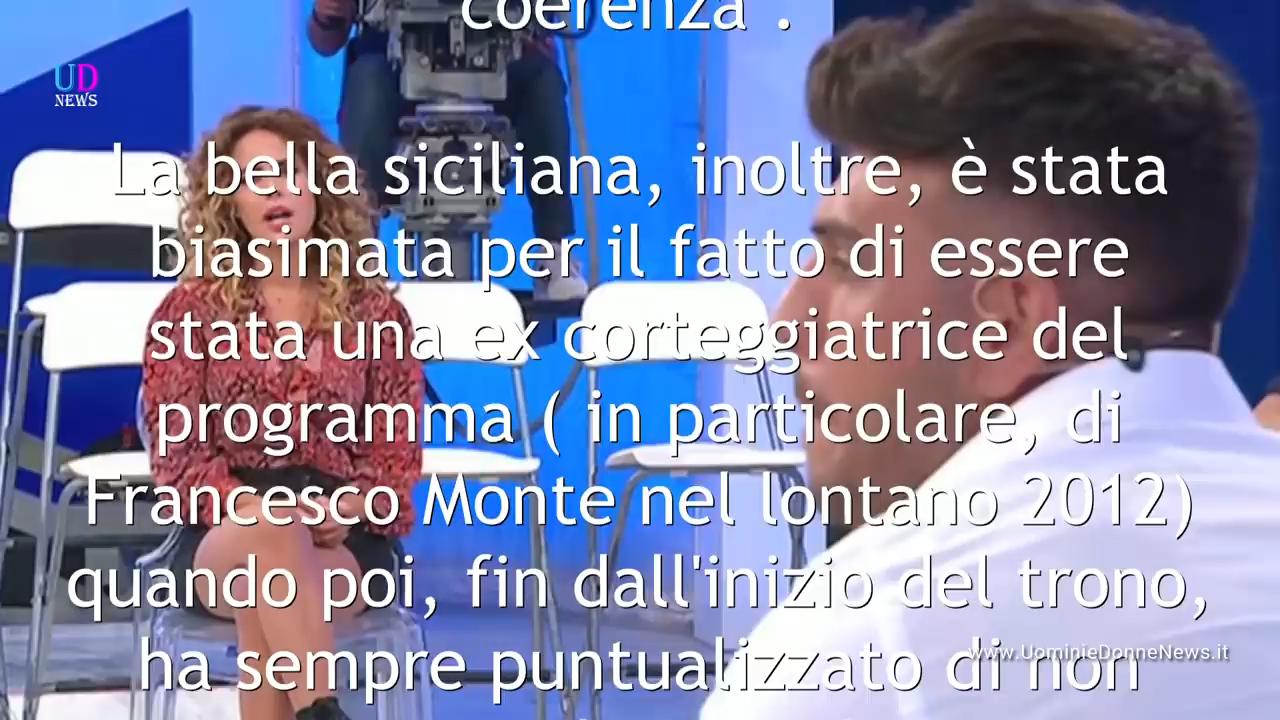 coerenza .
UD
NEWS
La bella siciliana, inoltre, è stata
biasimata per il fatto di essere
stata una ex corteggiatrice del
programma ( in particolare, di
Francesco Monte nel lontano 2012)
quando poi, fin dall'inizio del trono,
ha sempre puntualizzato di non
www.UominieDonneNews.it